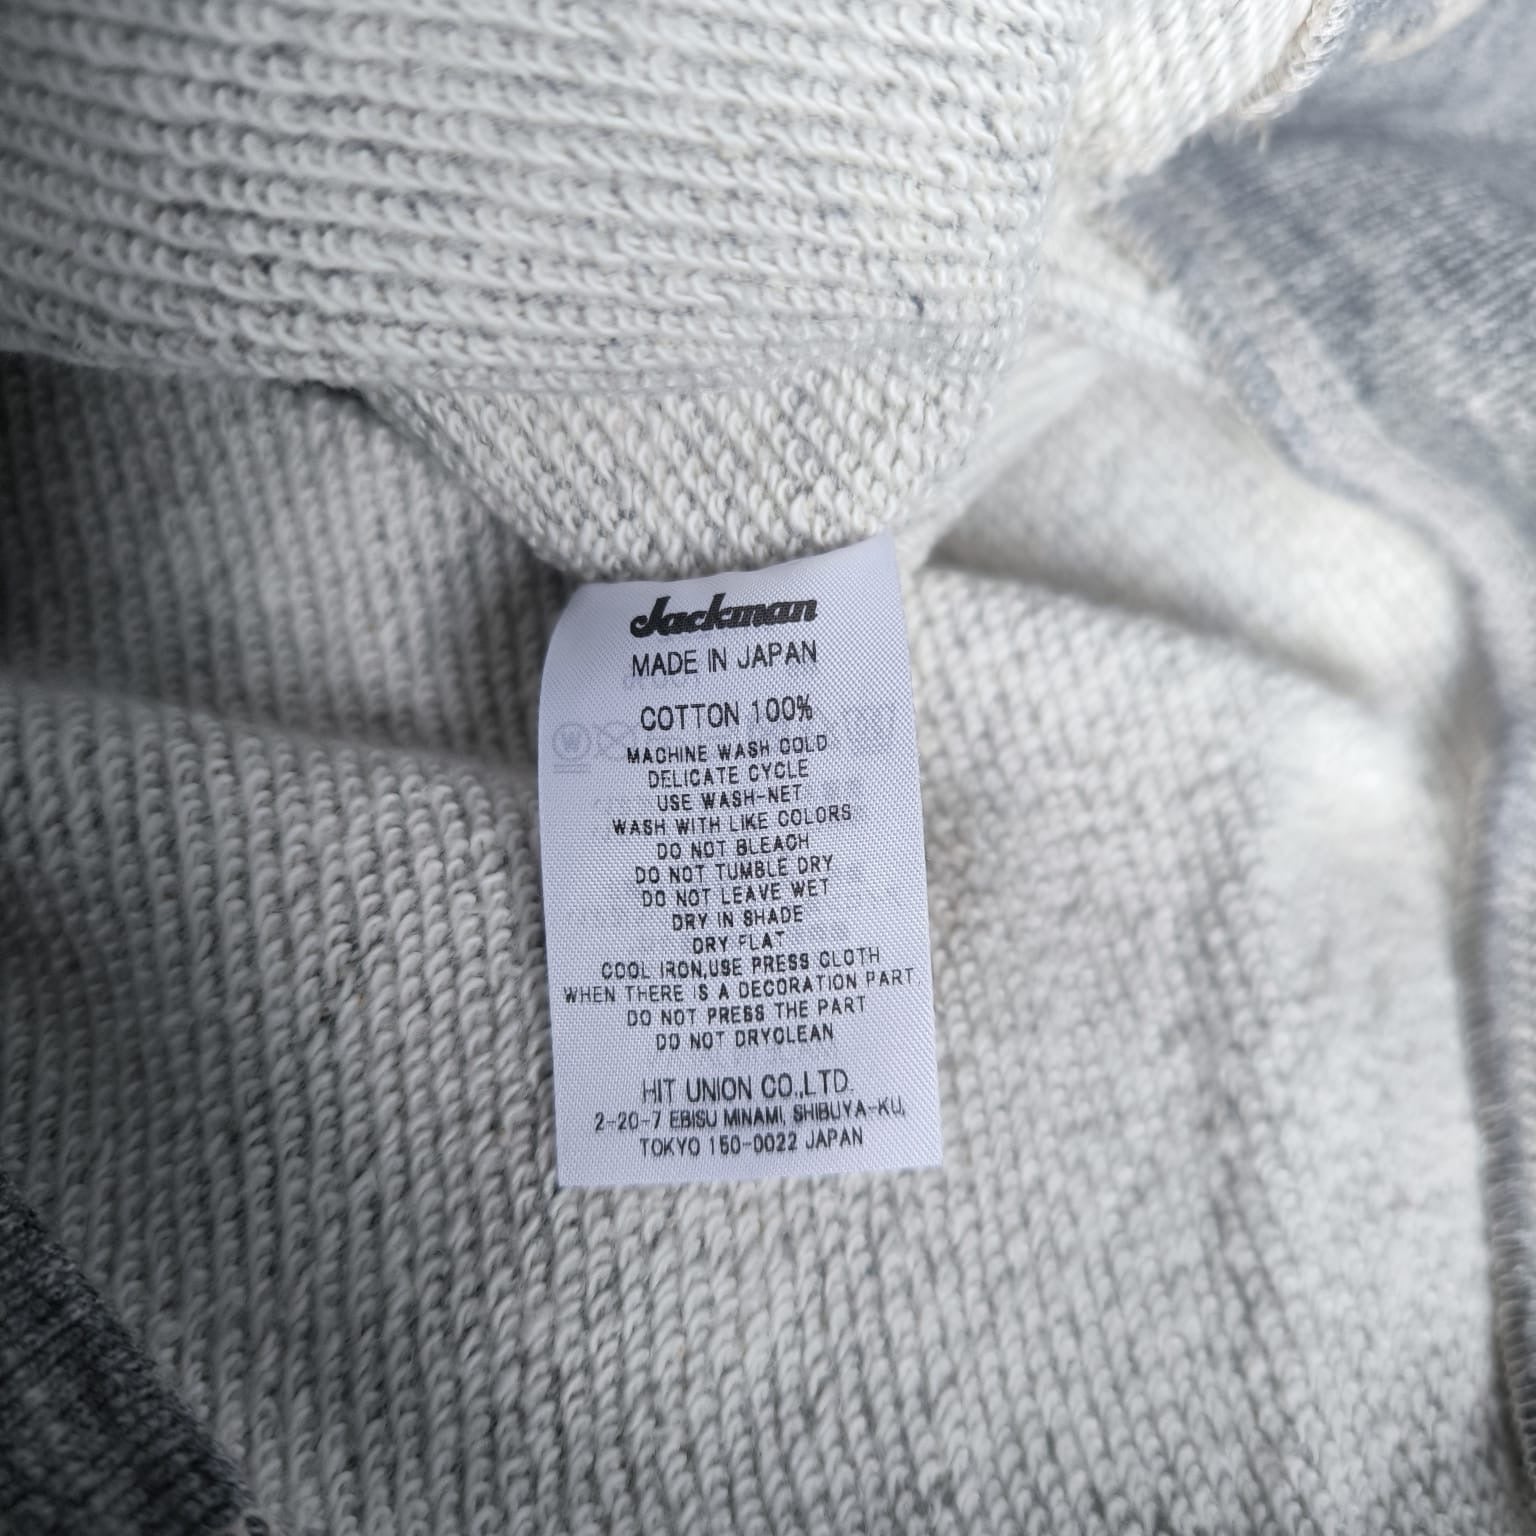 Jackman
MADE IN JAPAN
COTTON 100%
MACHINE WASH COLD
DELICATE CYCLE
USE WASH-NET
WASH WITH LIKE COLORS
DO NOT BLEACH
DO NOT TUMBLE DRY
DO NOT LEAVE WET
DRY IN SHADE
DRY FLAT
COOL IRON,USE PRESS CLOTH
WHEN THERE IS A DECORATION PART,
DO NOT PRESS THE PART
DO NOT DRYCLEAN
HIT UNION CO.,LTD.
2-20-7 EBISU MINAMI, SHIBUYA-KU,
TOKYO 150-0022 JAPAN